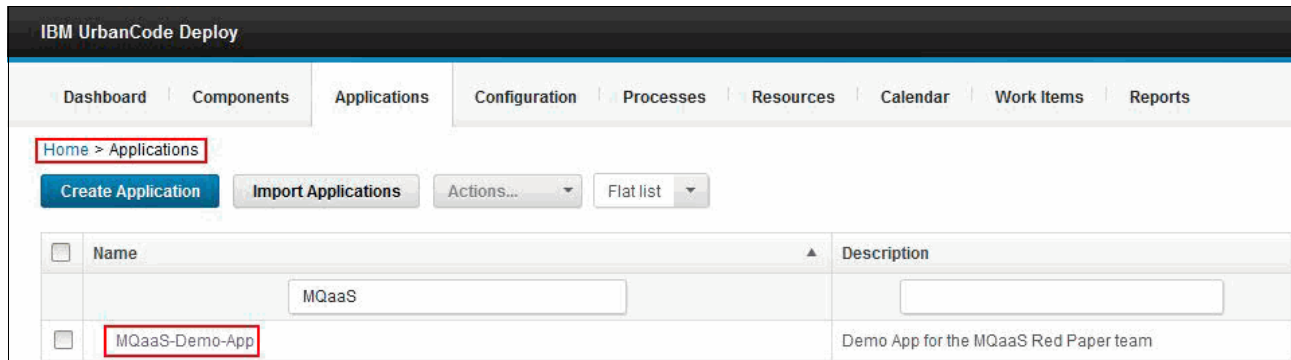 IBM UrbanCode Deploy
Dashboard Components Applications Configuration Processes Resources Calendar Work Items Reports
Home > Applications
Create Application Import Applications Actions... Flat list
Name Description
MQaaS
MQaaS-Demo-App Demo App for the MQaaS Red Paper team